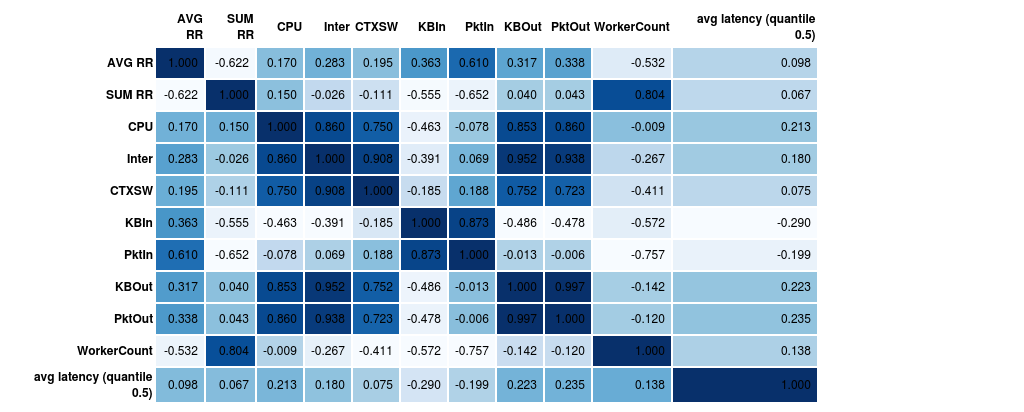 AVG RR SUM RR CPU Inter CTXSW KBIn PktIn KBOut PktOut WorkerCount avg latency (quantile 0.5)
AVG RR 1.000 -0.622 0.170 0.283 0.195 0.363 0.610 0.317 0.338 -0.532 0.098
SUM RR -0.622 1.000 0.150 -0.026 -0.111 -0.555 -0.652 0.040 0.043 0.804 0.067
CPU 0.170 0.150 1.000 0.860 0.750 -0.463 -0.078 0.853 0.860 -0.009 0.213
Inter 0.283 -0.026 0.860 1.000 0.908 -0.391 0.069 0.952 0.938 -0.267 0.180
CTXSW 0.195 -0.111 0.750 0.908 1.000 -0.185 0.188 0.752 0.723 -0.411 0.075
KBIn 0.363 -0.555 -0.463 -0.391 -0.185 1.000 0.873 -0.486 -0.478 -0.572 -0.290
PktIn 0.610 -0.652 -0.078 0.069 0.188 0.873 1.000 -0.013 -0.006 -0.757 -0.199
KBOut 0.317 0.040 0.853 0.952 0.752 -0.486 -0.013 1.000 0.997 -0.142 0.223
PktOut 0.338 0.043 0.860 0.938 0.723 -0.478 -0.006 0.997 1.000 -0.120 0.235
WorkerCount -0.532 0.804 -0.009 -0.267 -0.411 -0.572 -0.757 -0.142 -0.120 1.000 0.138
avg latency (quantile 0.5) 0.098 0.067 0.213 0.180 0.075 -0.290 -0.199 0.223 0.235 0.138 1.000